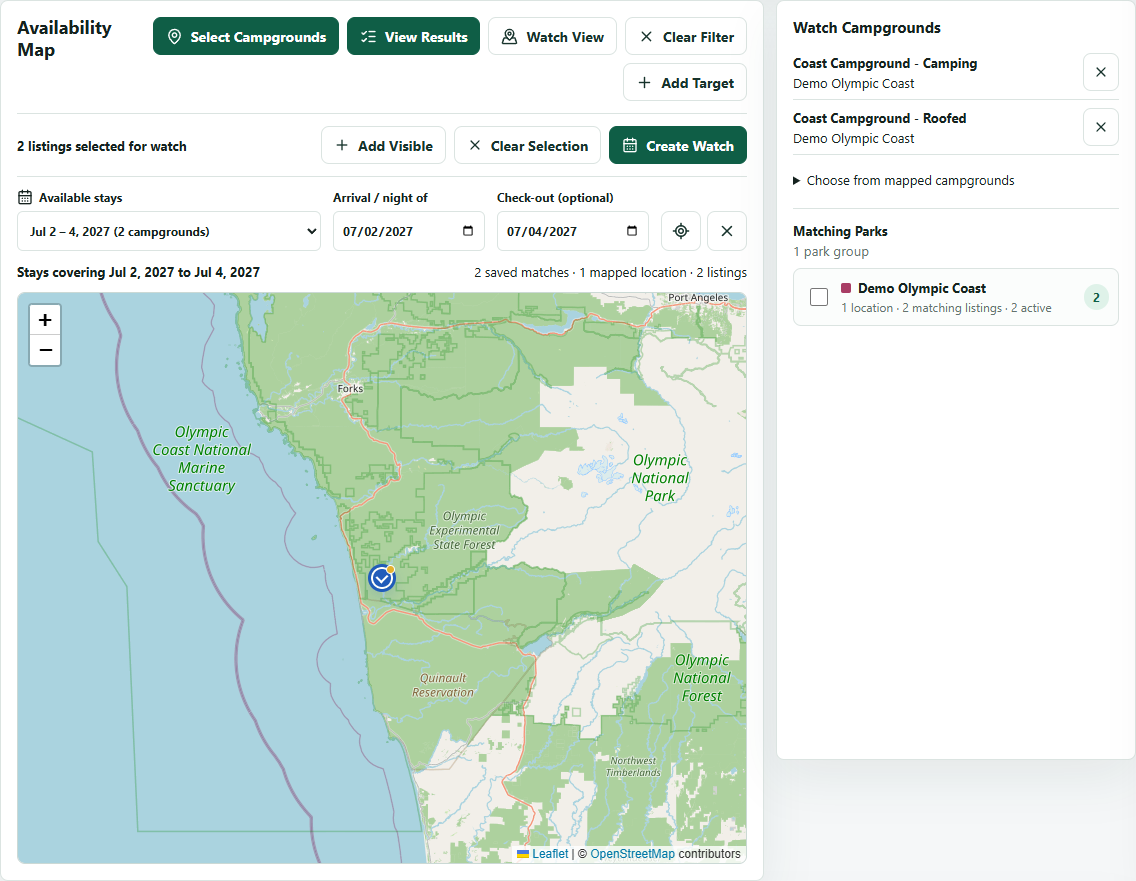 Availability
Map
Select Campgrounds
View Results
Watch View
Clear Filter
Add Target
2 listings selected for watch
Add Visible
Clear Selection
Create Watch
Available stays
Arrival / night of
Check-out (optional)
Jul 2 – 4, 2027 (2 campgrounds)
07/02/2027
07/04/2027
Stays covering Jul 2, 2027 to Jul 4, 2027
2 saved matches · 1 mapped location · 2 listings
+
−
Port Angeles
Forks
Olympic
Coast National
Marine
Sanctuary
Olympic
National
Park
Olympic
Experimental
State Forest
Quinault
Reservation
Olympic
National
Forest
Northwest
Timberlands
Leaflet | © OpenStreetMap contributors
Watch Campgrounds
Coast Campground - Camping
Demo Olympic Coast
Coast Campground - Roofed
Demo Olympic Coast
Choose from mapped campgrounds
Matching Parks
1 park group
Demo Olympic Coast
1 location · 2 matching listings · 2 active
2